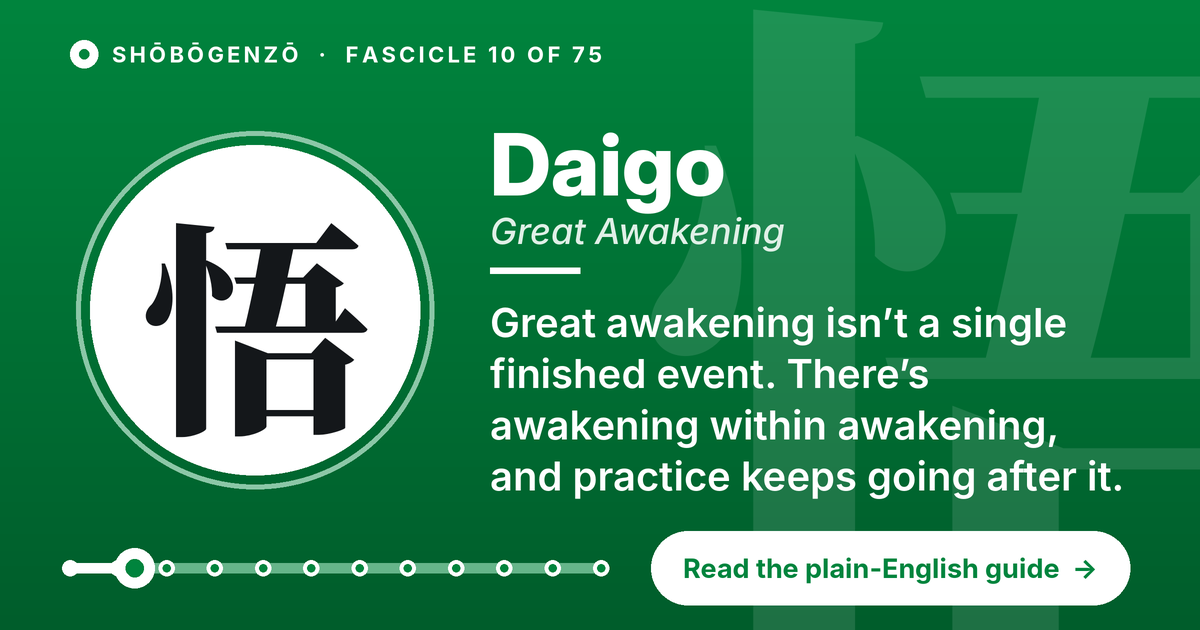 SHŌBŌGENZŌ · FASCICLE 10 OF 75
悟
Daigo
Great Awakening
Great awakening isn’t a single
finished event. There’s
awakening within awakening,
and practice keeps going after it.
Read the plain-English guide →